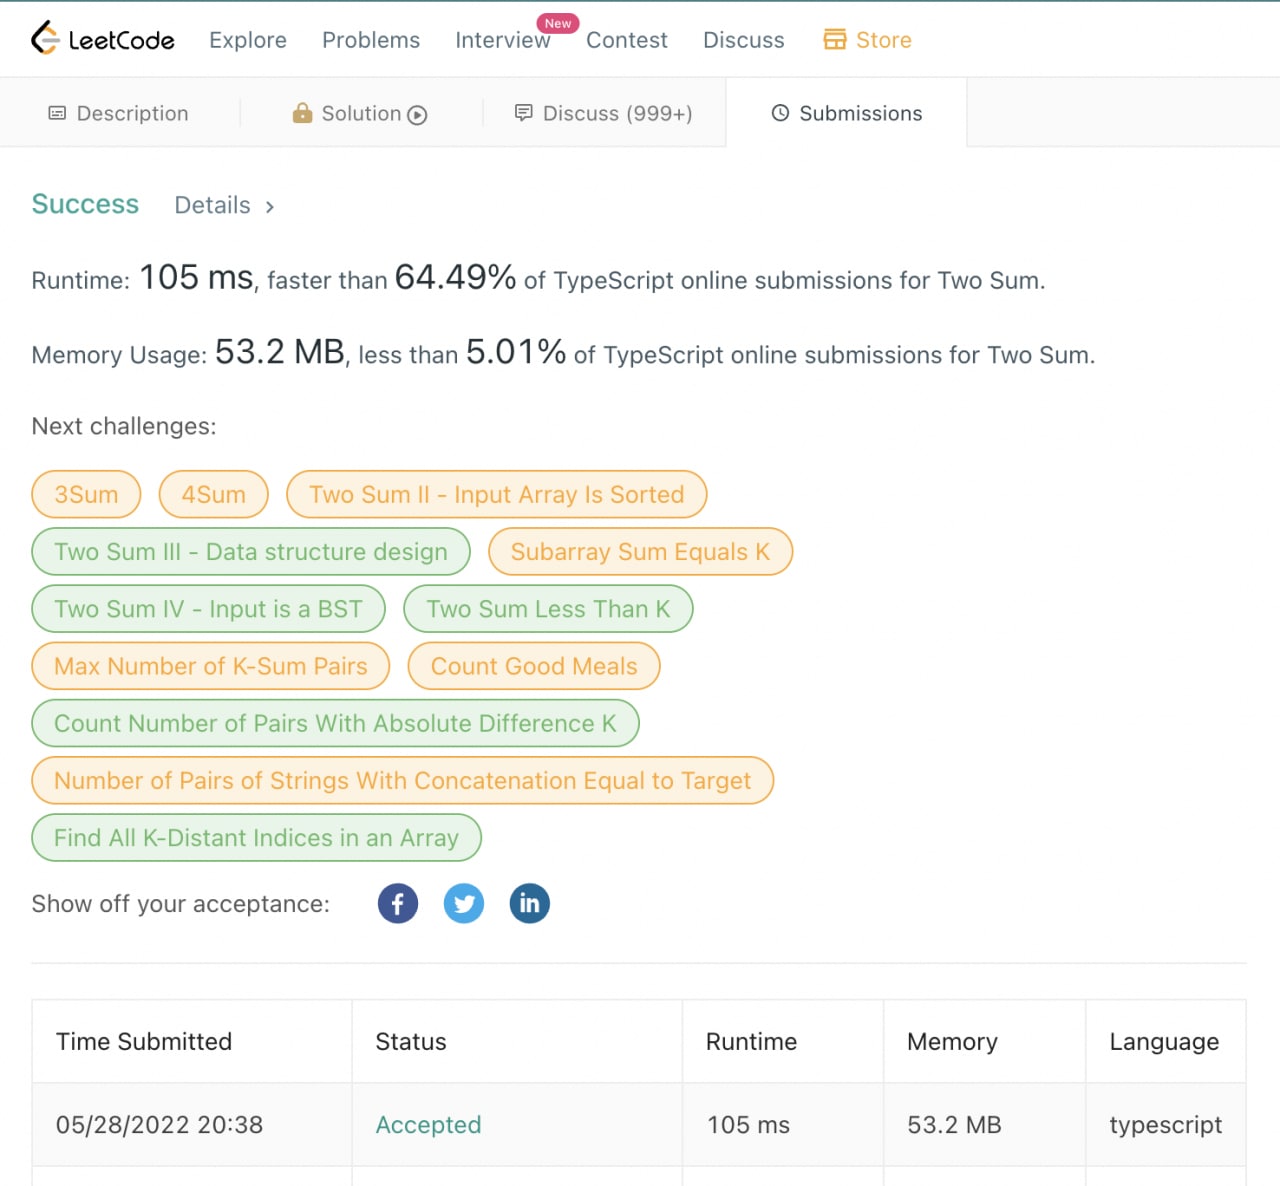 LeetCode Explore Problems Interview New Contest Discuss Store
Description Solution Discuss (999+) Submissions
Success Details >
Runtime: 105 ms, faster than 64.49% of TypeScript online submissions for Two Sum.
Memory Usage: 53.2 MB, less than 5.01% of TypeScript online submissions for Two Sum.
Next challenges:
3Sum 4Sum Two Sum II - Input Array Is Sorted
Two Sum III - Data structure design Subarray Sum Equals K
Two Sum IV - Input is a BST Two Sum Less Than K
Max Number of K-Sum Pairs Count Good Meals
Count Number of Pairs With Absolute Difference K
Number of Pairs of Strings With Concatenation Equal to Target
Find All K-Distant Indices in an Array
Show off your acceptance: f in
Time Submitted Status Runtime Memory Language
05/28/2022 20:38 Accepted 105 ms 53.2 MB typescript